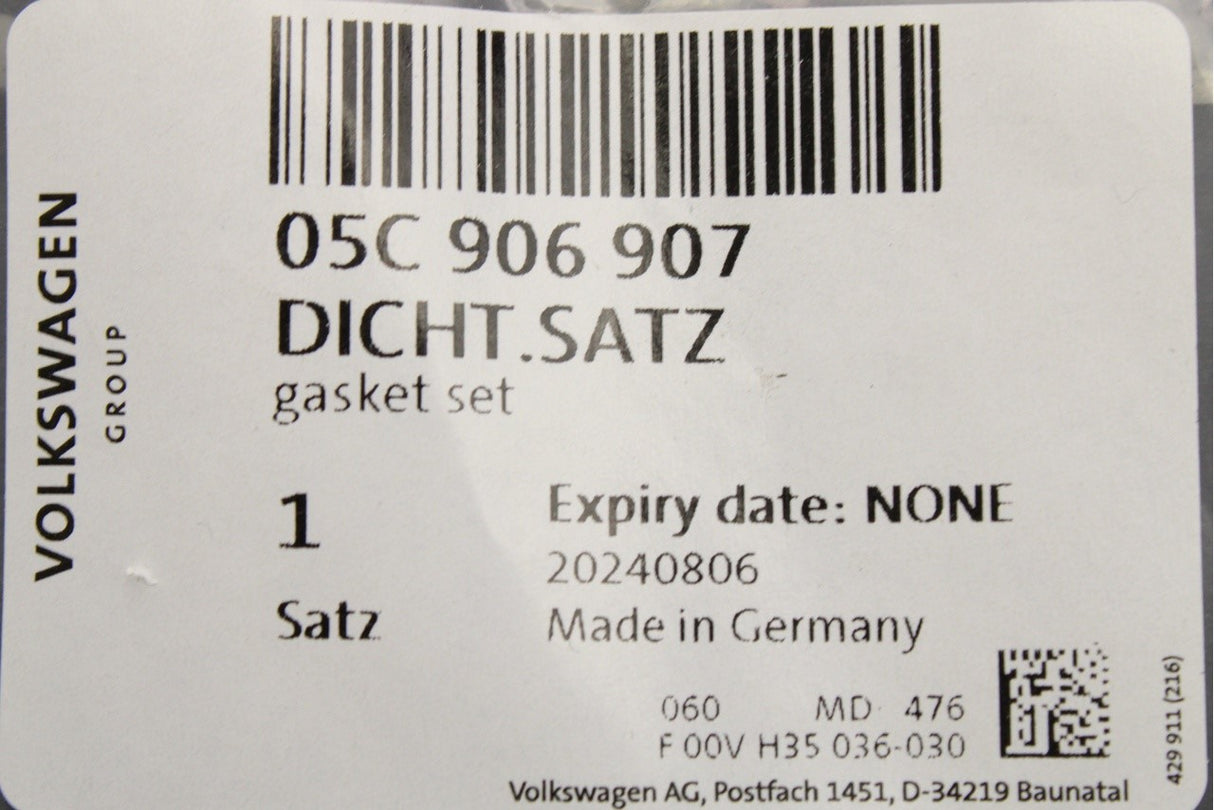 VOLKSWAGEN
GROUP
05C 906 907
DICHT.SATZ
gasket set
1
Expiry date: NONE
20240806
Satz
Made in Germany
060 MD 476
F 00V H35 036-030
429 911 (216)
Volkswagen AG, Postfach 1451, D-34219 Baunatal